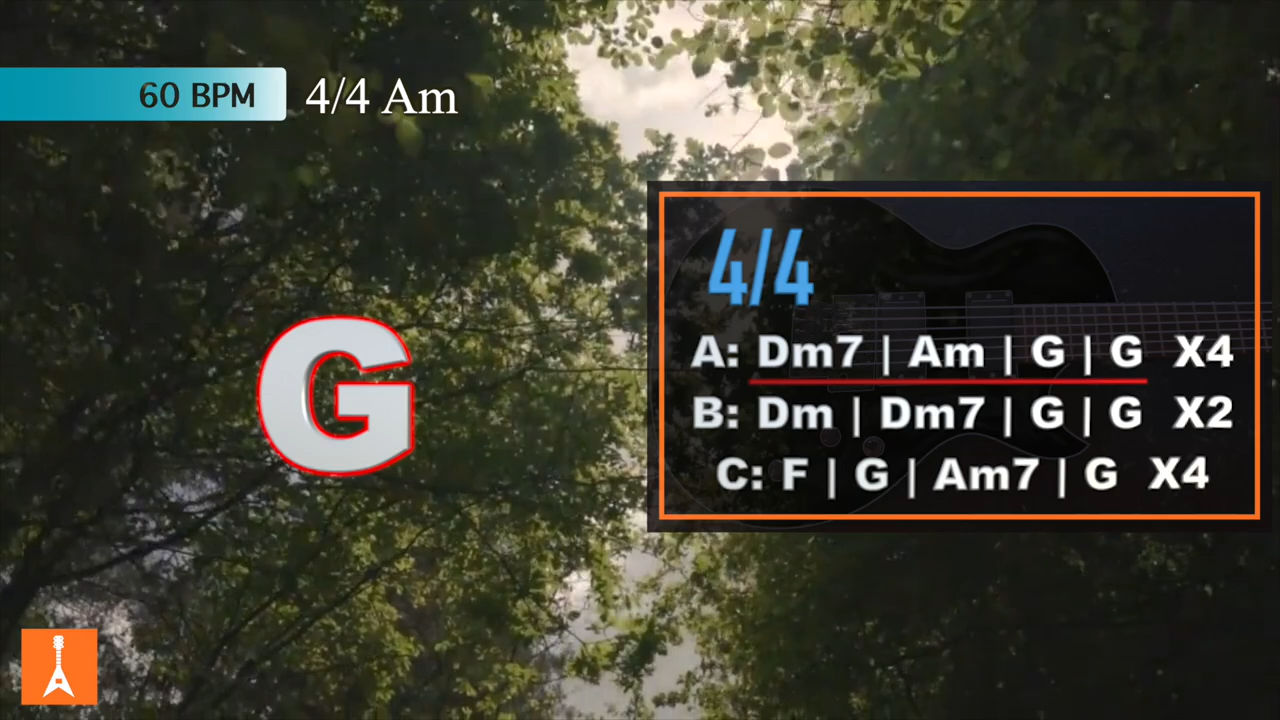 60 BPM 4/4 Am
4/4
G
A: Dm7 | Am | G | G X4
B: Dm | Dm7 | G | G X2
C: F | G | Am7 | G X4